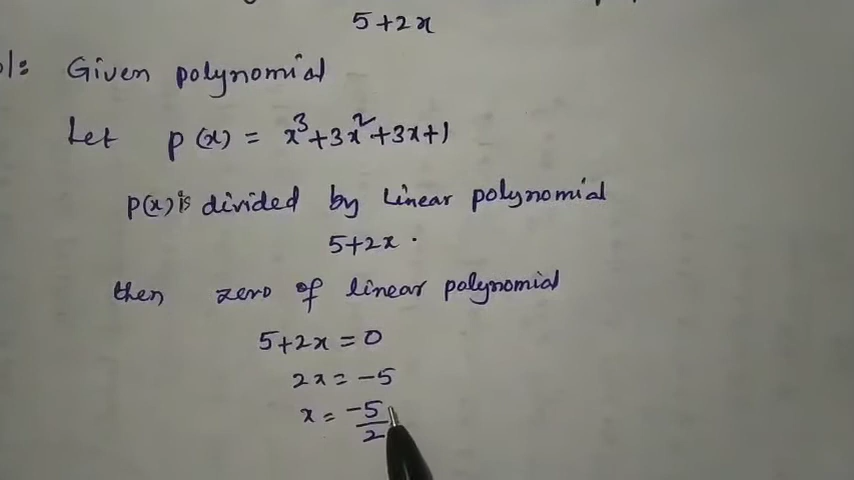 5+2x
Given polynomial
Let p(x) = x³+3x²+3x+1
p(x) is divided by linear polynomial
5+2x .
then zero of linear polynomial
5+2x = 0
2x = -5
x = -5/2